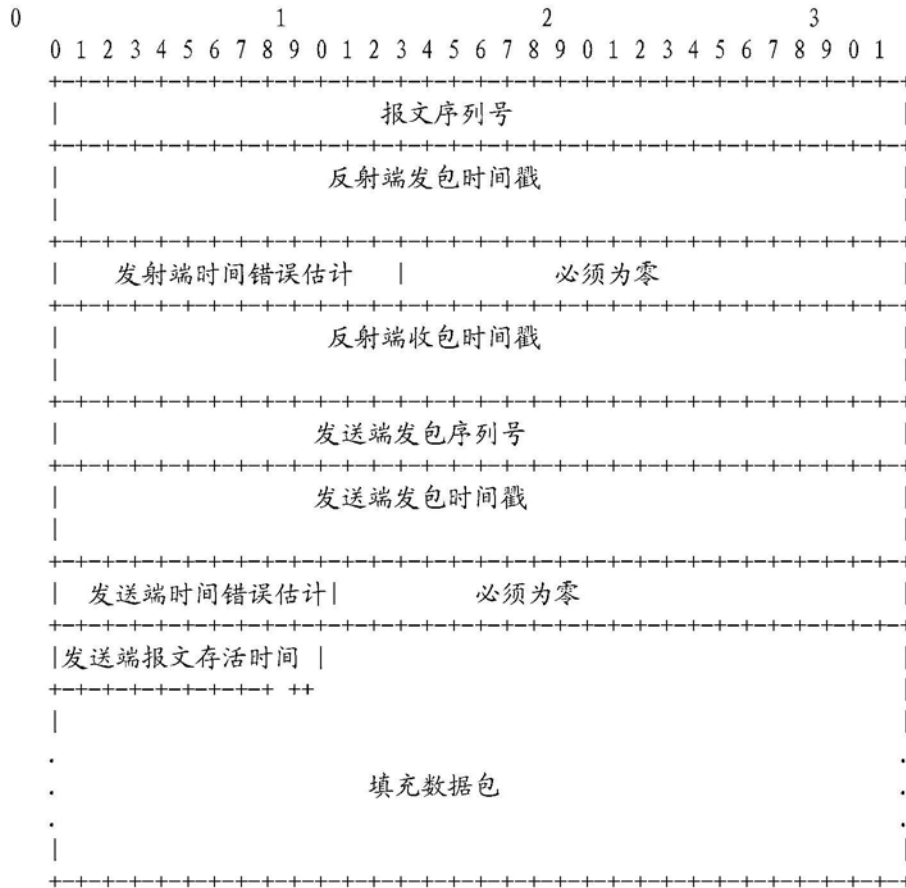 0 1 2 3
0 1 2 3 4 5 6 7 8 9 0 1 2 3 4 5 6 7 8 9 0 1 2 3 4 5 6 7 8 9 0 1
+-+-+-+-+-+-+-+-+-+-+-+-+-+-+-+-+-+-+-+-+-+-+-+-+-+-+-+-+-+-+-+-+
| 报文序列号 |
+-+-+-+-+-+-+-+-+-+-+-+-+-+-+-+-+-+-+-+-+-+-+-+-+-+-+-+-+-+-+-+-+
| 反射端发包时间戳 |
| |
+-+-+-+-+-+-+-+-+-+-+-+-+-+-+-+-+-+-+-+-+-+-+-+-+-+-+-+-+-+-+-+-+
| 发射端时间错误估计 | 必须为零 |
+-+-+-+-+-+-+-+-+-+-+-+-+-+-+-+-+-+-+-+-+-+-+-+-+-+-+-+-+-+-+-+-+
| 反射端收包时间戳 |
| |
+-+-+-+-+-+-+-+-+-+-+-+-+-+-+-+-+-+-+-+-+-+-+-+-+-+-+-+-+-+-+-+-+
| 发送端发包序列号 |
+-+-+-+-+-+-+-+-+-+-+-+-+-+-+-+-+-+-+-+-+-+-+-+-+-+-+-+-+-+-+-+-+
| 发送端发包时间戳 |
| |
+-+-+-+-+-+-+-+-+-+-+-+-+-+-+-+-+-+-+-+-+-+-+-+-+-+-+-+-+-+-+-+-+
| 发送端时间错误估计| 必须为零 |
+-+-+-+-+-+-+-+-+-+-+-+-+-+-+-+-+-+-+-+-+-+-+-+-+-+-+-+-+-+-+-+-+
|发送端报文存活时间 | |
+-+-+-+-+-+-+-+-+ ++ |
| |
. .
. 填充数据包 .
. .
| |
+-+-+-+-+-+-+-+-+-+-+-+-+-+-+-+-+-+-+-+-+-+-+-+-+-+-+-+-+-+-+-+-+